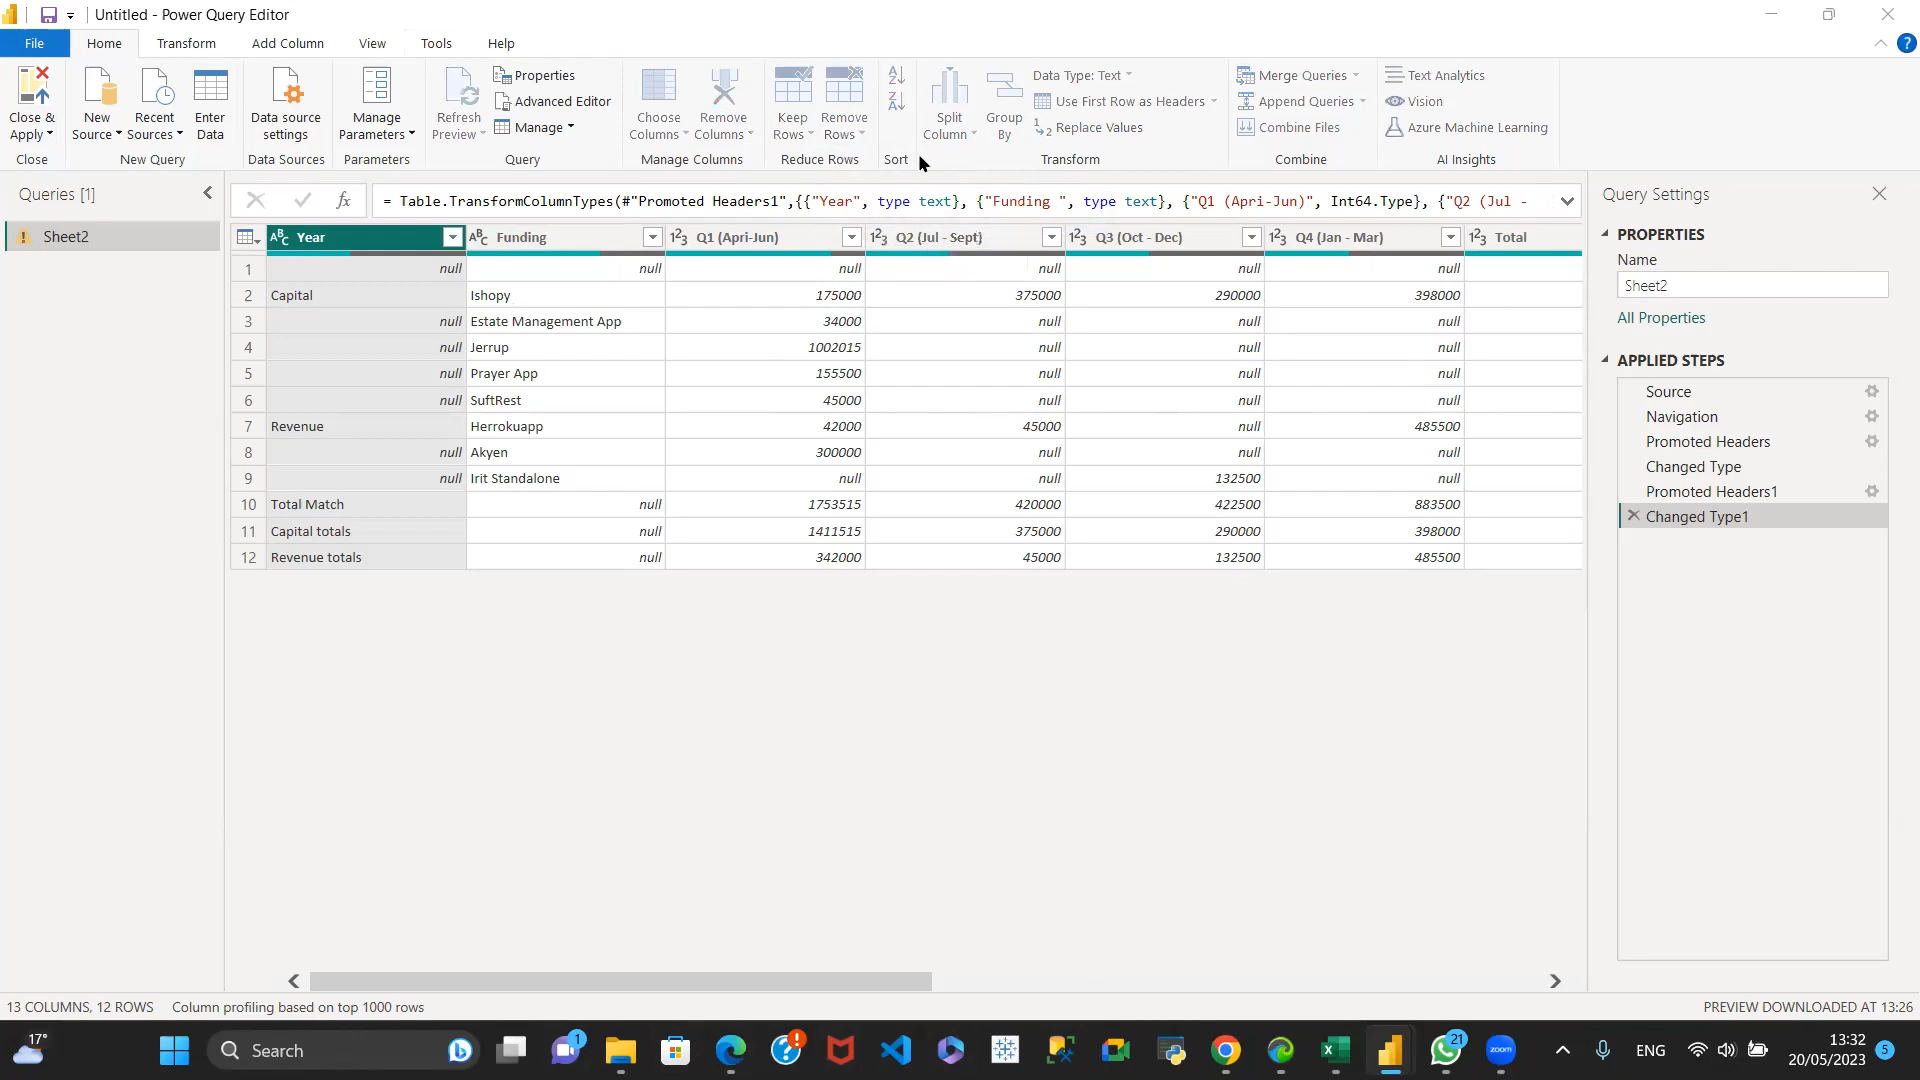 Untitled - Power Query Editor
File Home Transform Add Column View Tools Help
Close & Apply
New Source
Recent Sources
Enter Data
Data source settings
Manage Parameters
Refresh Preview
Properties
Advanced Editor
Manage
Choose Columns
Remove Columns
Keep Rows
Remove Rows
Split Column
Group By
Data Type: Text
Use First Row as Headers
Replace Values
Merge Queries
Append Queries
Combine Files
Text Analytics
Vision
Azure Machine Learning
Close New Query Data Sources Parameters Query Manage Columns Reduce Rows Sort Transform Combine AI Insights
Queries [1]
Sheet2
fx = Table.TransformColumnTypes(#"Promoted Headers1",{{"Year", type text}, {"Funding ", type text}, {"Q1 (Apri-Jun)", Int64.Type}, {"Q2 (Jul -
Year Funding Q1 (Apri-Jun) Q2 (Jul - Sept) Q3 (Oct - Dec) Q4 (Jan - Mar) Total
1 null null null null null null
2 Capital Ishopy 175000 375000 290000 398000
3 null Estate Management App 34000 null null null
4 null Jerrup 1002015 null null null
5 null Prayer App 155500 null null null
6 null SuftRest 45000 null null null
7 Revenue Herrokuapp 42000 45000 null 485500
8 null Akyen 300000 null null null
9 null Irit Standalone null null 132500 null
10 Total Match null 1753515 420000 422500 883500
11 Capital totals null 1411515 375000 290000 398000
12 Revenue totals null 342000 45000 132500 485500
Query Settings
PROPERTIES
Name
Sheet2
All Properties
APPLIED STEPS
Source
Navigation
Promoted Headers
Changed Type
Promoted Headers1
Changed Type1
13 COLUMNS, 12 ROWS Column profiling based on top 1000 rows
PREVIEW DOWNLOADED AT 13:26
17°
Search
1
zoom
21
ENG
13:32
20/05/2023
5